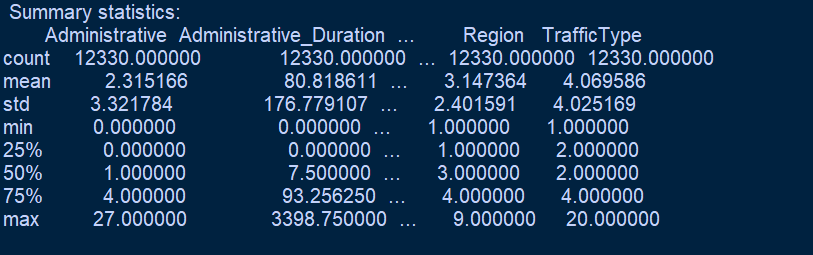 Summary statistics:
Administrative Administrative_Duration ... Region TrafficType
count 12330.000000 12330.000000 ... 12330.000000 12330.000000
mean 2.315166 80.818611 ... 3.147364 4.069586
std 3.321784 176.779107 ... 2.401591 4.025169
min 0.000000 0.000000 ... 1.000000 1.000000
25% 0.000000 0.000000 ... 1.000000 2.000000
50% 1.000000 7.500000 ... 3.000000 2.000000
75% 4.000000 93.256250 ... 4.000000 4.000000
max 27.000000 3398.750000 ... 9.000000 20.000000